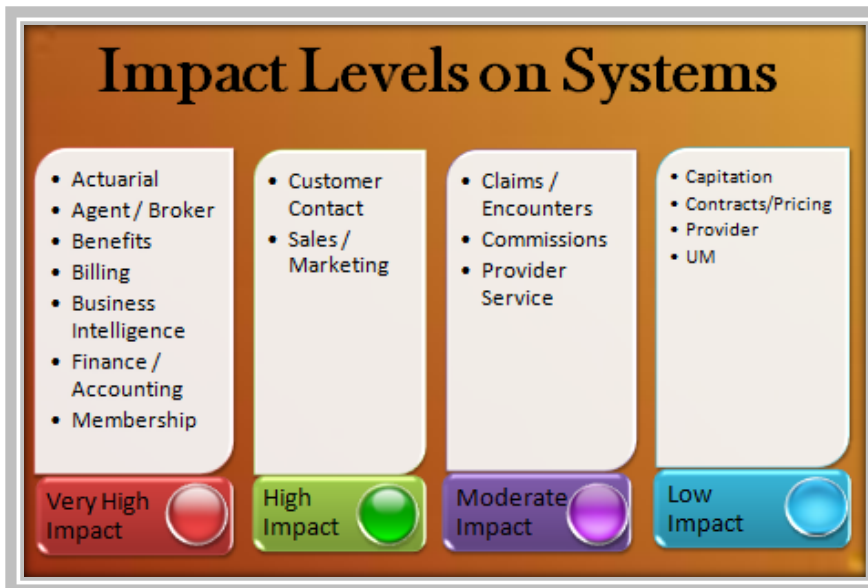 Impact Levels on Systems
• Actuarial
• Agent / Broker
• Benefits
• Billing
• Business
Intelligence
• Finance /
Accounting
• Membership
Very High
Impact
• Customer
Contact
• Sales /
Marketing
High
Impact
• Claims /
Encounters
• Commissions
• Provider
Service
Moderate
Impact
• Capitation
• Contracts/Pricing
• Provider
• UM
Low
Impact